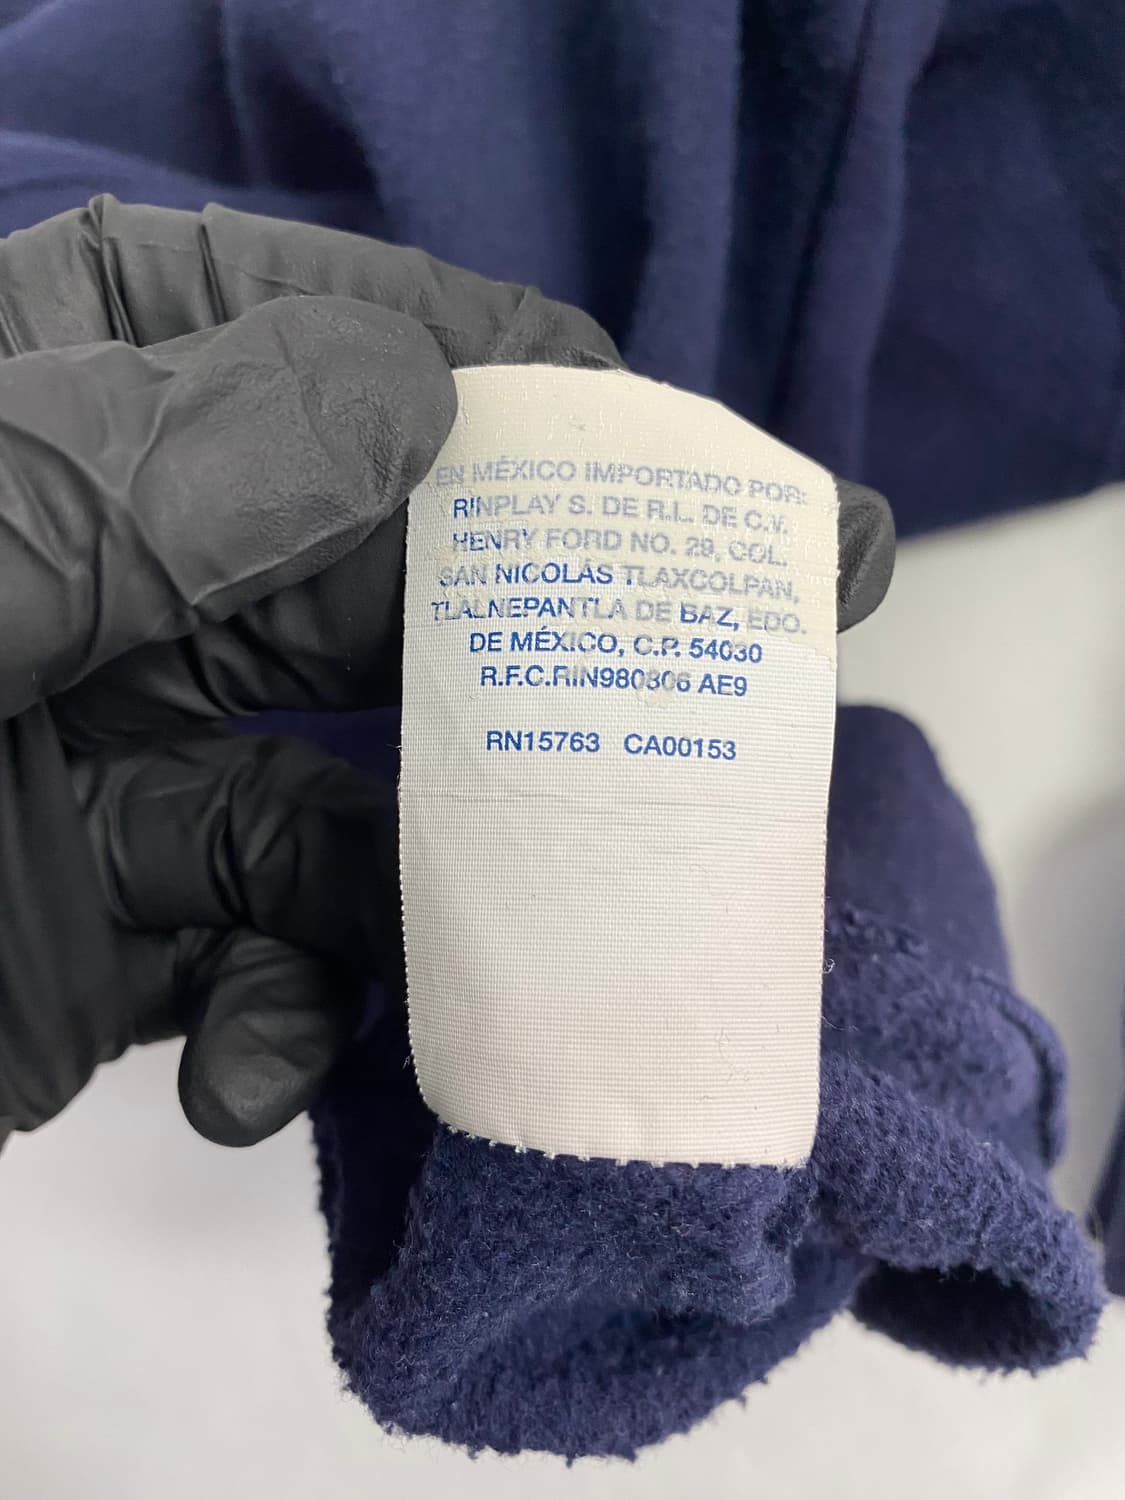 EN MÉXICO IMPORTADO POR:
RINPLAY S. DE R.L. DE C.V.
HENRY FORD NO. 29, COL.
SAN NICOLÁS TLAXCOLPAN,
TLALNEPANTLA DE BAZ, EDO.
DE MÉXICO, C.P. 54030
R.F.C.RIN980806 AE9
RN15763 CA00153